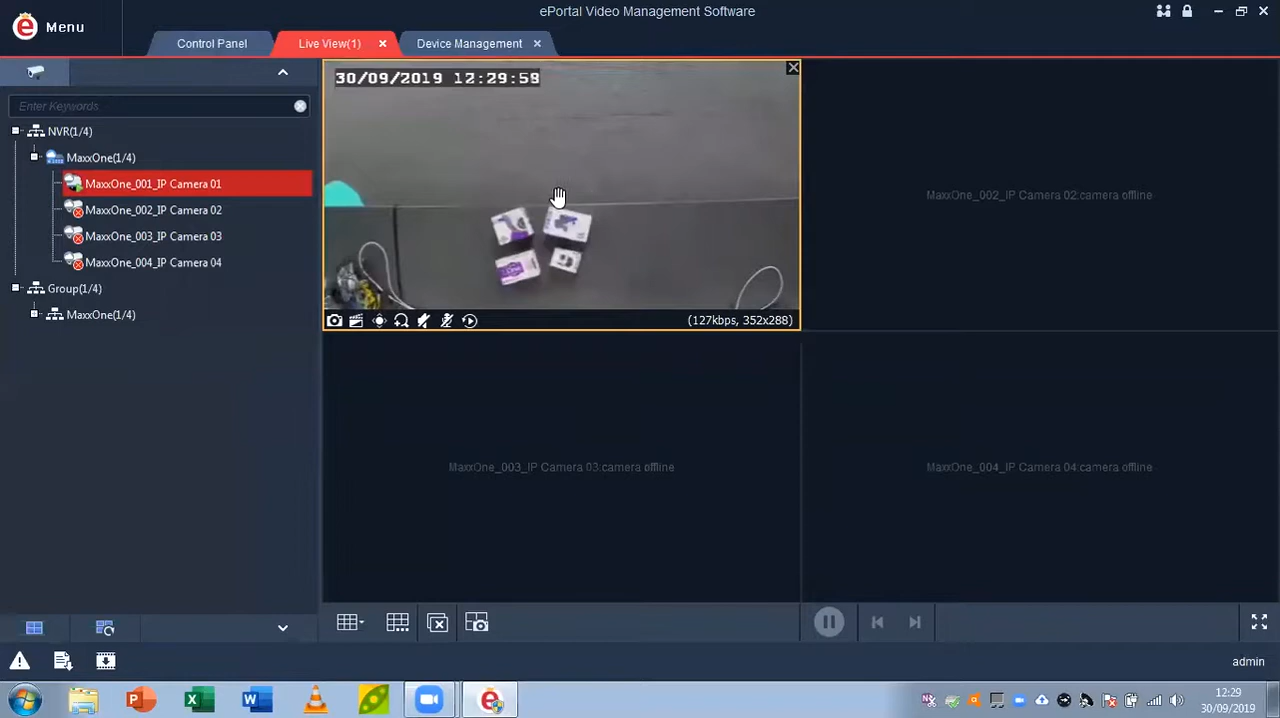 ePortal Video Management Software
e Menu
Control Panel
Live View(1)
Device Management
Enter Keywords
NVR(1/4)
MaxxOne(1/4)
MaxxOne_001_IP Camera 01
MaxxOne_002_IP Camera 02
MaxxOne_003_IP Camera 03
MaxxOne_004_IP Camera 04
Group(1/4)
MaxxOne(1/4)
30/09/2019 12:29:59
(127kbps, 352x288)
MaxxOne_002_IP Camera 02:camera offline
MaxxOne_003_IP Camera 03:camera offline
MaxxOne_004_IP Camera 04:camera offline
admin
12:29
30/09/2019